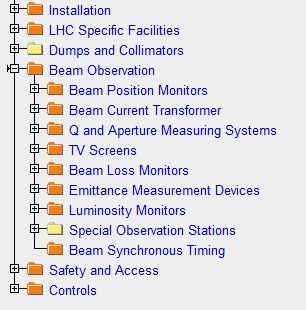 Installation
LHC Specific Facilities
Dumps and Collimators
Beam Observation
Beam Position Monitors
Beam Current Transformer
Q and Aperture Measuring Systems
TV Screens
Beam Loss Monitors
Emittance Measurement Devices
Luminosity Monitors
Special Observation Stations
Beam Synchronous Timing
Safety and Access
Controls